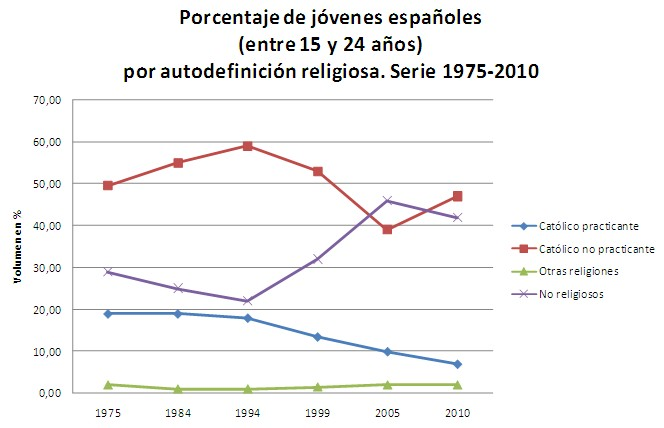 Porcentaje de jóvenes españoles
(entre 15 y 24 años)
por autodefinición religiosa. Serie 1975-2010
70,00
60,00
50,00
40,00
30,00
20,00
10,00
0,00
Volumen en %
1975 1984 1994 1999 2005 2010
Católico practicante
Católico no practicante
Otras religiones
No religiosos